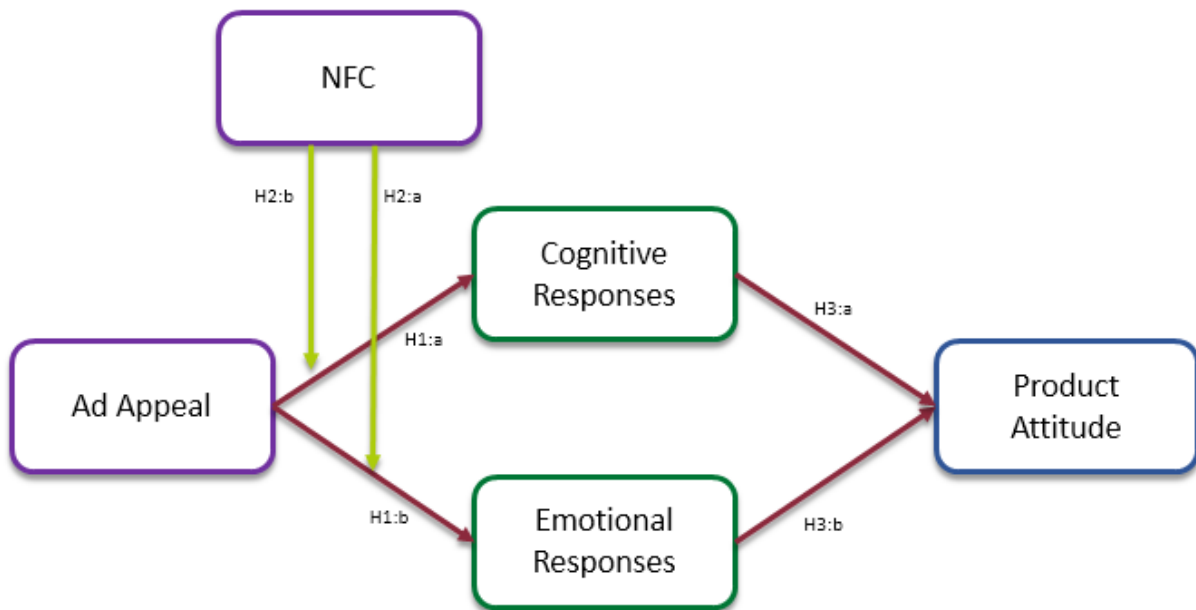 NFC
H2:b
H2:a
Cognitive
Responses
H3:a
H1:a
Ad Appeal
Product
Attitude
H1:b
Emotional
Responses
H3:b